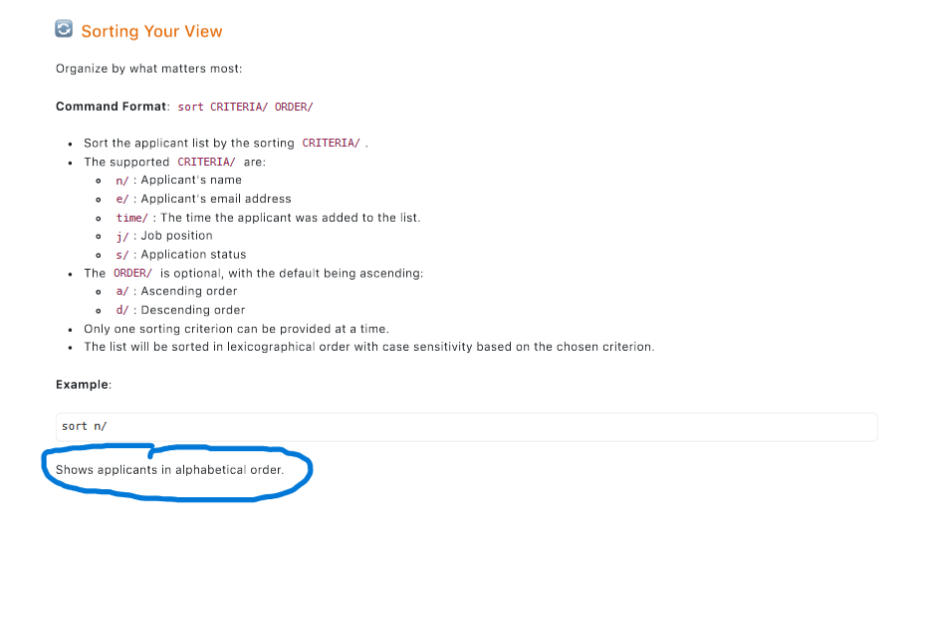 Sorting Your View
Organize by what matters most:
Command Format: sort CRITERIA/ ORDER/
Sort the applicant list by the sorting CRITERIA/ .
The supported CRITERIA/ are:
n/ : Applicant's name
e/ : Applicant's email address
time/ : The time the applicant was added to the list.
j/ : Job position
s/ : Application status
The ORDER/ is optional, with the default being ascending:
a/ : Ascending order
d/ : Descending order
Only one sorting criterion can be provided at a time.
The list will be sorted in lexicographical order with case sensitivity based on the chosen criterion.
Example:
sort n/
Shows applicants in alphabetical order.